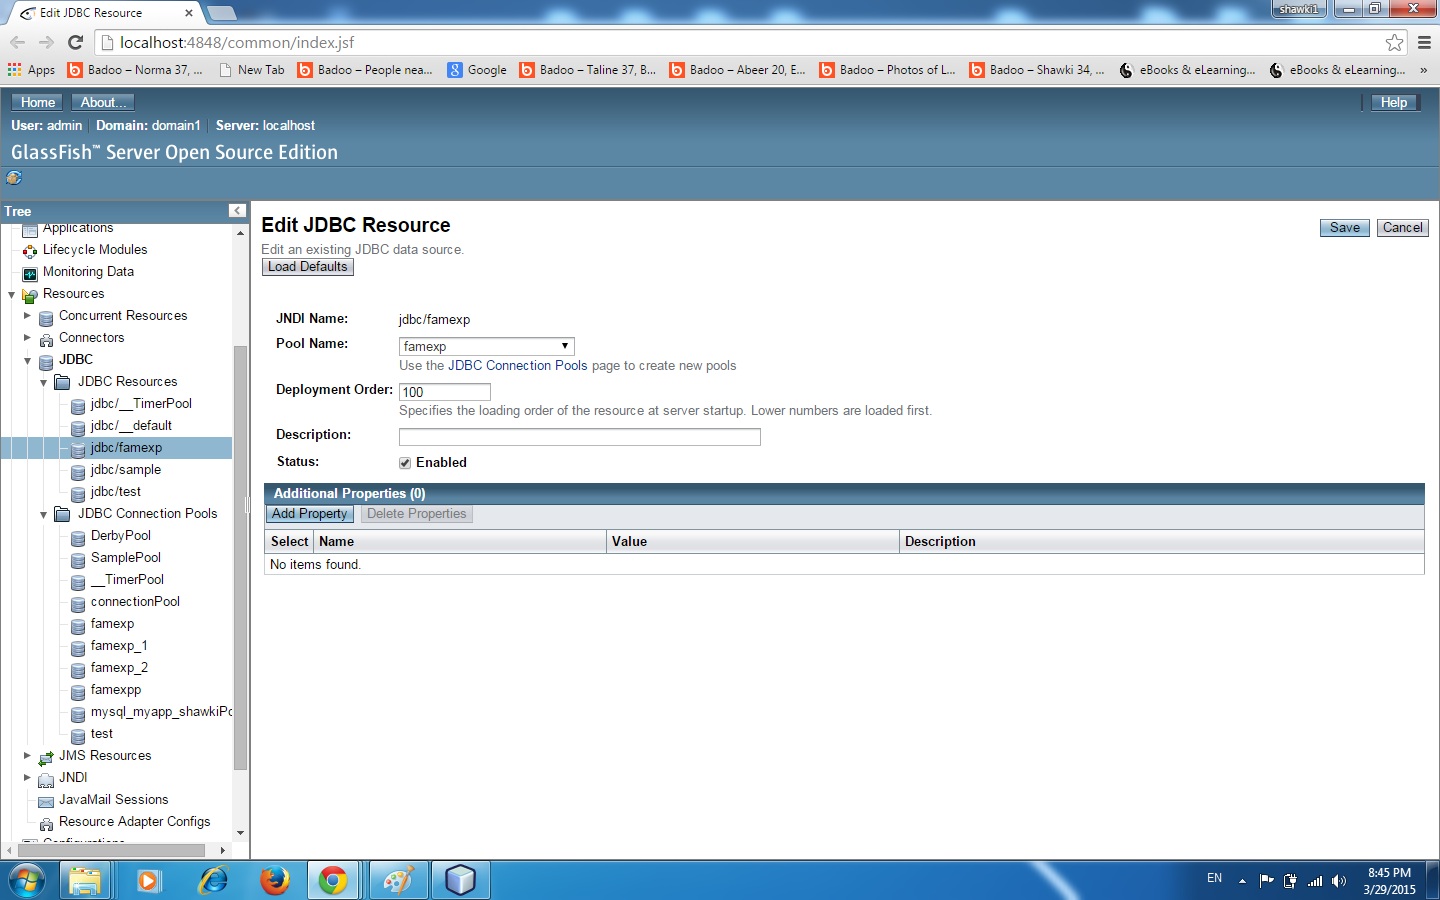 Edit JDBC Resource
shawki1
localhost:4848/common/index.jsf
Apps Badoo – Norma 37, ... New Tab Badoo – People nea... Google Badoo – Taline 37, B... Badoo – Abeer 20, E... Badoo – Photos of L... Badoo – Shawki 34, ... eBooks & eLearning... eBooks & eLearning... »
Home About... Help
User: admin Domain: domain1 Server: localhost
GlassFish™ Server Open Source Edition
Tree
Applications
Lifecycle Modules
Monitoring Data
Resources
Concurrent Resources
Connectors
JDBC
JDBC Resources
jdbc/__TimerPool
jdbc/__default
jdbc/famexp
jdbc/sample
jdbc/test
JDBC Connection Pools
DerbyPool
SamplePool
__TimerPool
connectionPool
famexp
famexp_1
famexp_2
famexpp
mysql_myapp_shawkiPo
test
JMS Resources
JNDI
JavaMail Sessions
Resource Adapter Configs
Configurations
Edit JDBC Resource
Save Cancel
Edit an existing JDBC data source.
Load Defaults
JNDI Name: jdbc/famexp
Pool Name: famexp
Use the JDBC Connection Pools page to create new pools
Deployment Order: 100
Specifies the loading order of the resource at server startup. Lower numbers are loaded first.
Description:
Status: Enabled
Additional Properties (0)
Add Property Delete Properties
Select Name Value Description
No items found.
EN
8:45 PM
3/29/2015